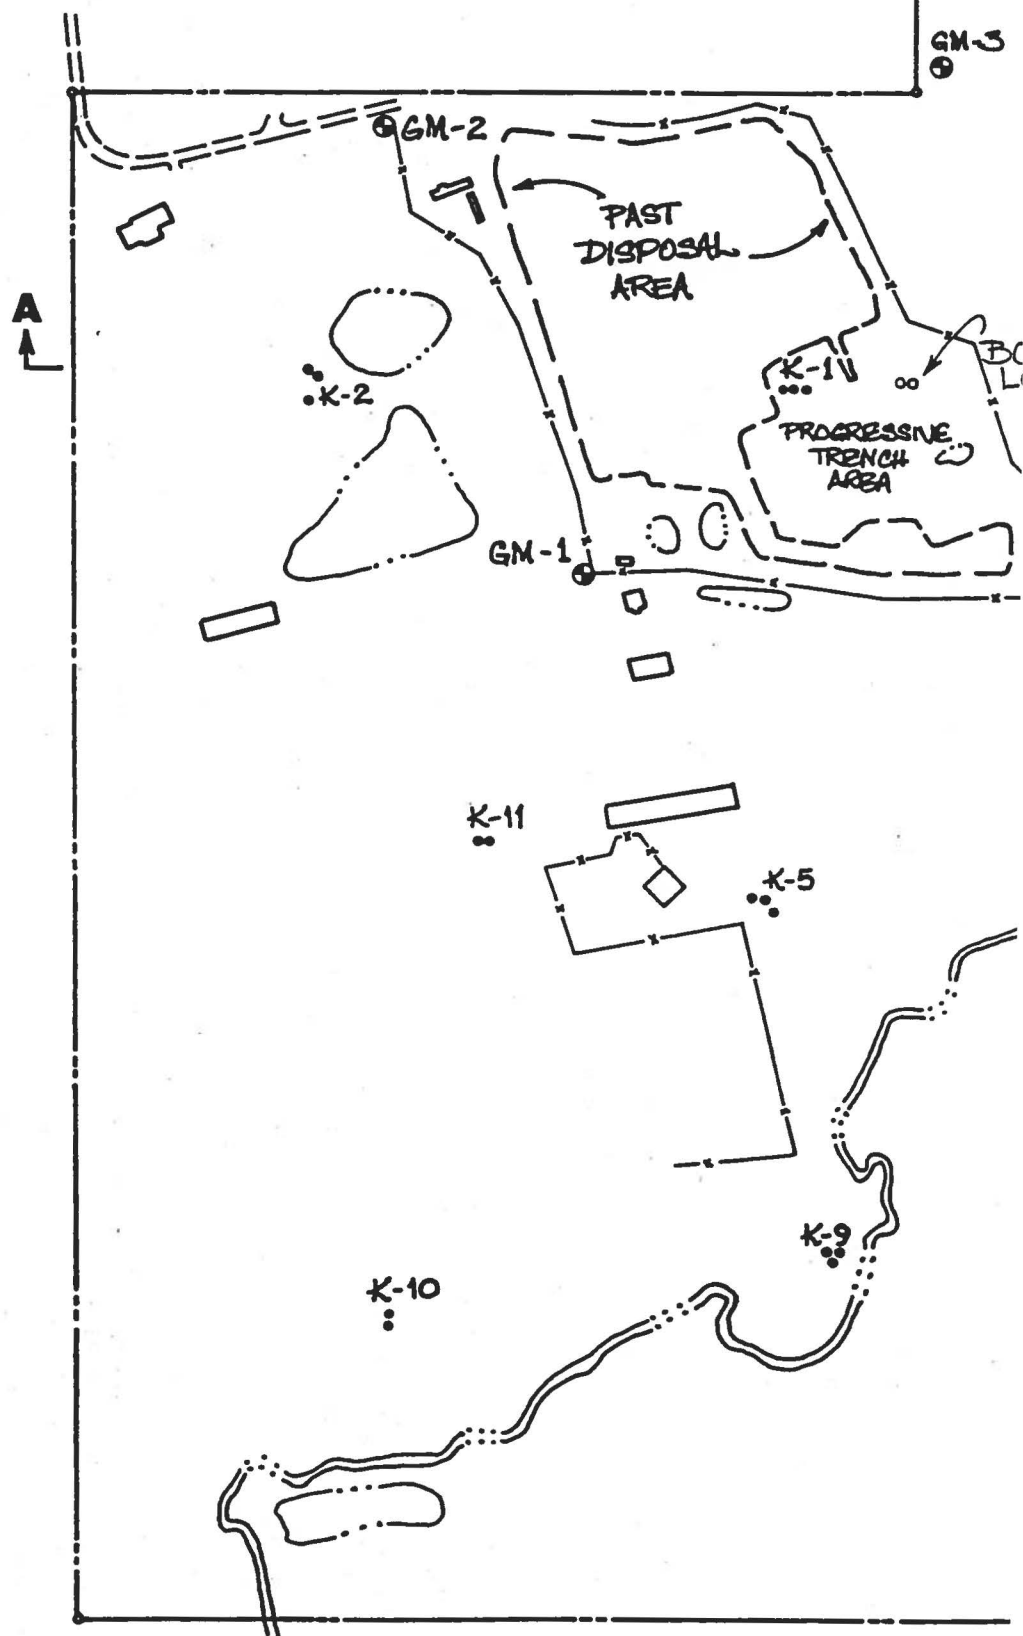 GM-3
GM-2
PAST
DISPOSAL
AREA
A
K-1
K-2
PROGRESSIVE
TRENCH
AREA
GM-1
K-11
K-5
K-9
K-10